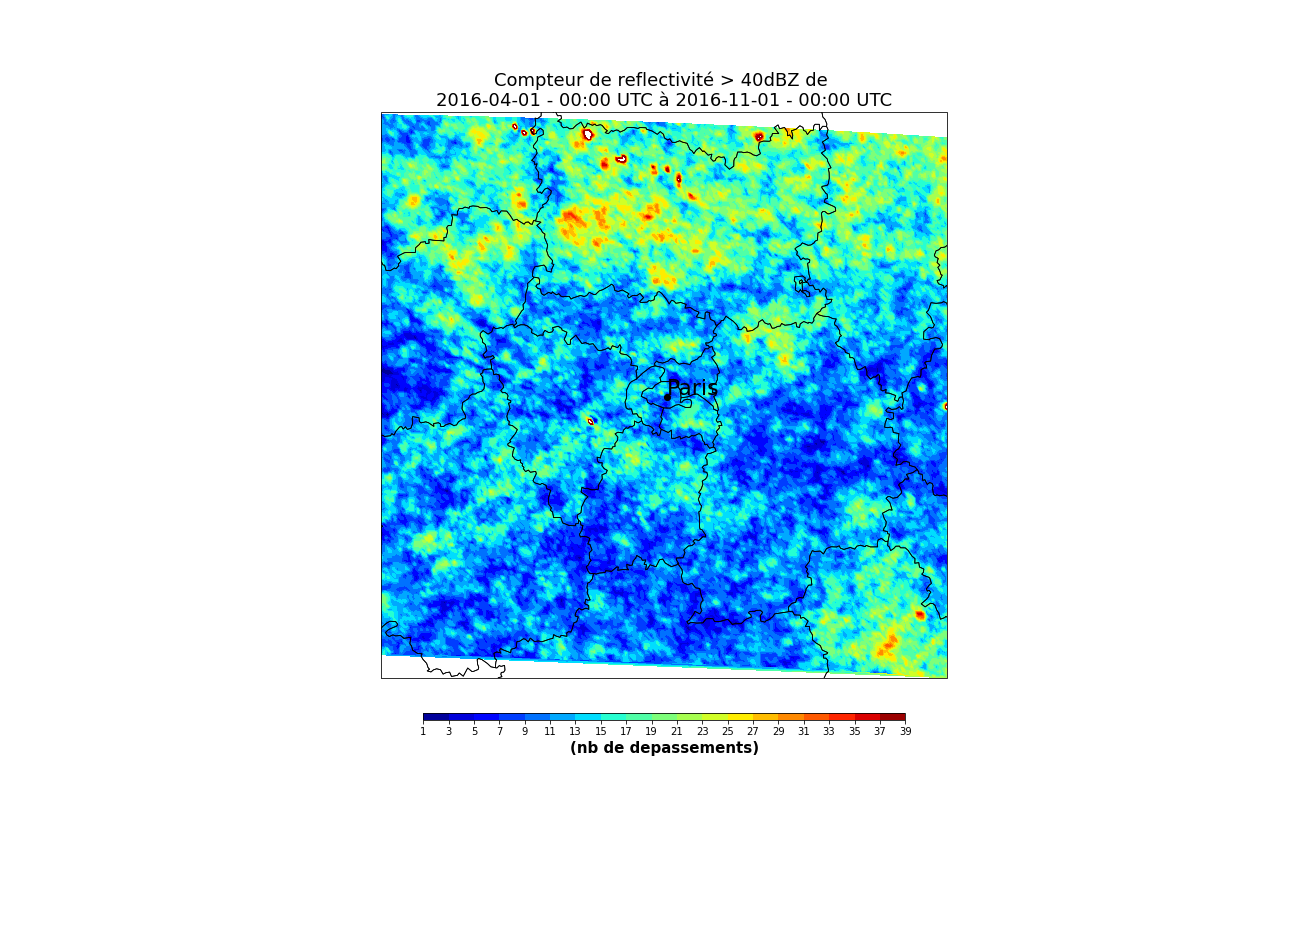 Compteur de reflectivité > 40dBZ de
2016-04-01 - 00:00 UTC à 2016-11-01 - 00:00 UTC
Paris
1 3 5 7 9 11 13 15 17 19 21 23 25 27 29 31 33 35 37 39
(nb de depassements)